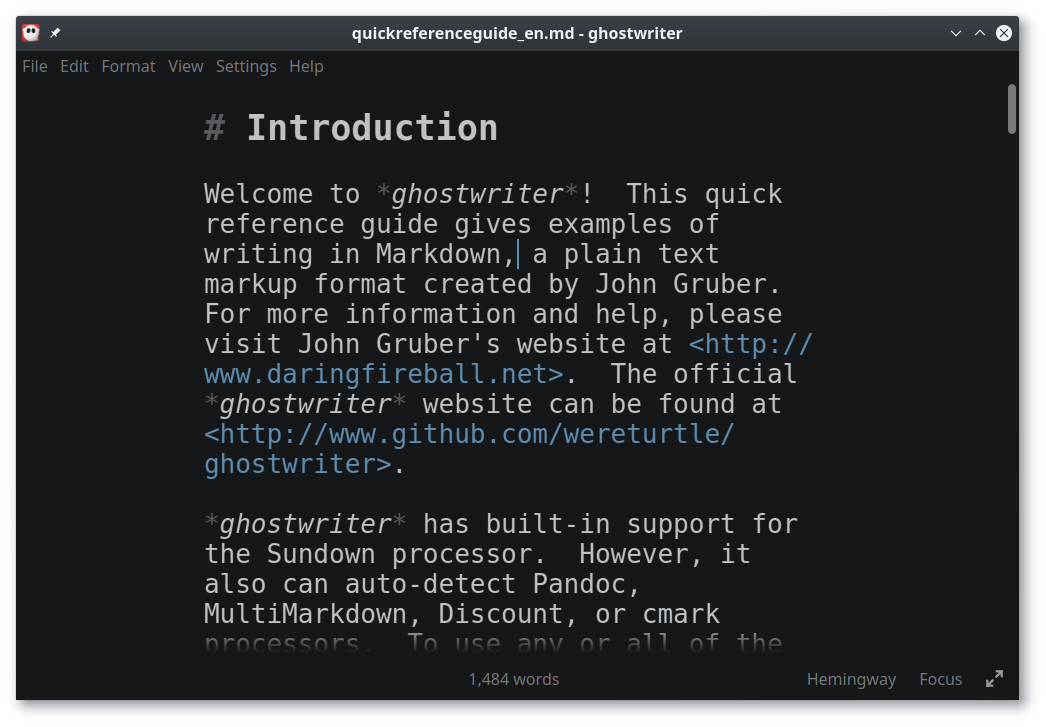 quickreferenceguide_en.md - ghostwriter
File Edit Format View Settings Help
# Introduction
Welcome to *ghostwriter*!  This quick
reference guide gives examples of
writing in Markdown, a plain text
markup format created by John Gruber.
For more information and help, please
visit John Gruber's website at <http://
www.daringfireball.net>.  The official
*ghostwriter* website can be found at
<http://www.github.com/wereturtle/
ghostwriter>.
*ghostwriter* has built-in support for
the Sundown processor.  However, it
also can auto-detect Pandoc,
MultiMarkdown, Discount, or cmark
processors.  To use any or all of the
1,484 words Hemingway Focus